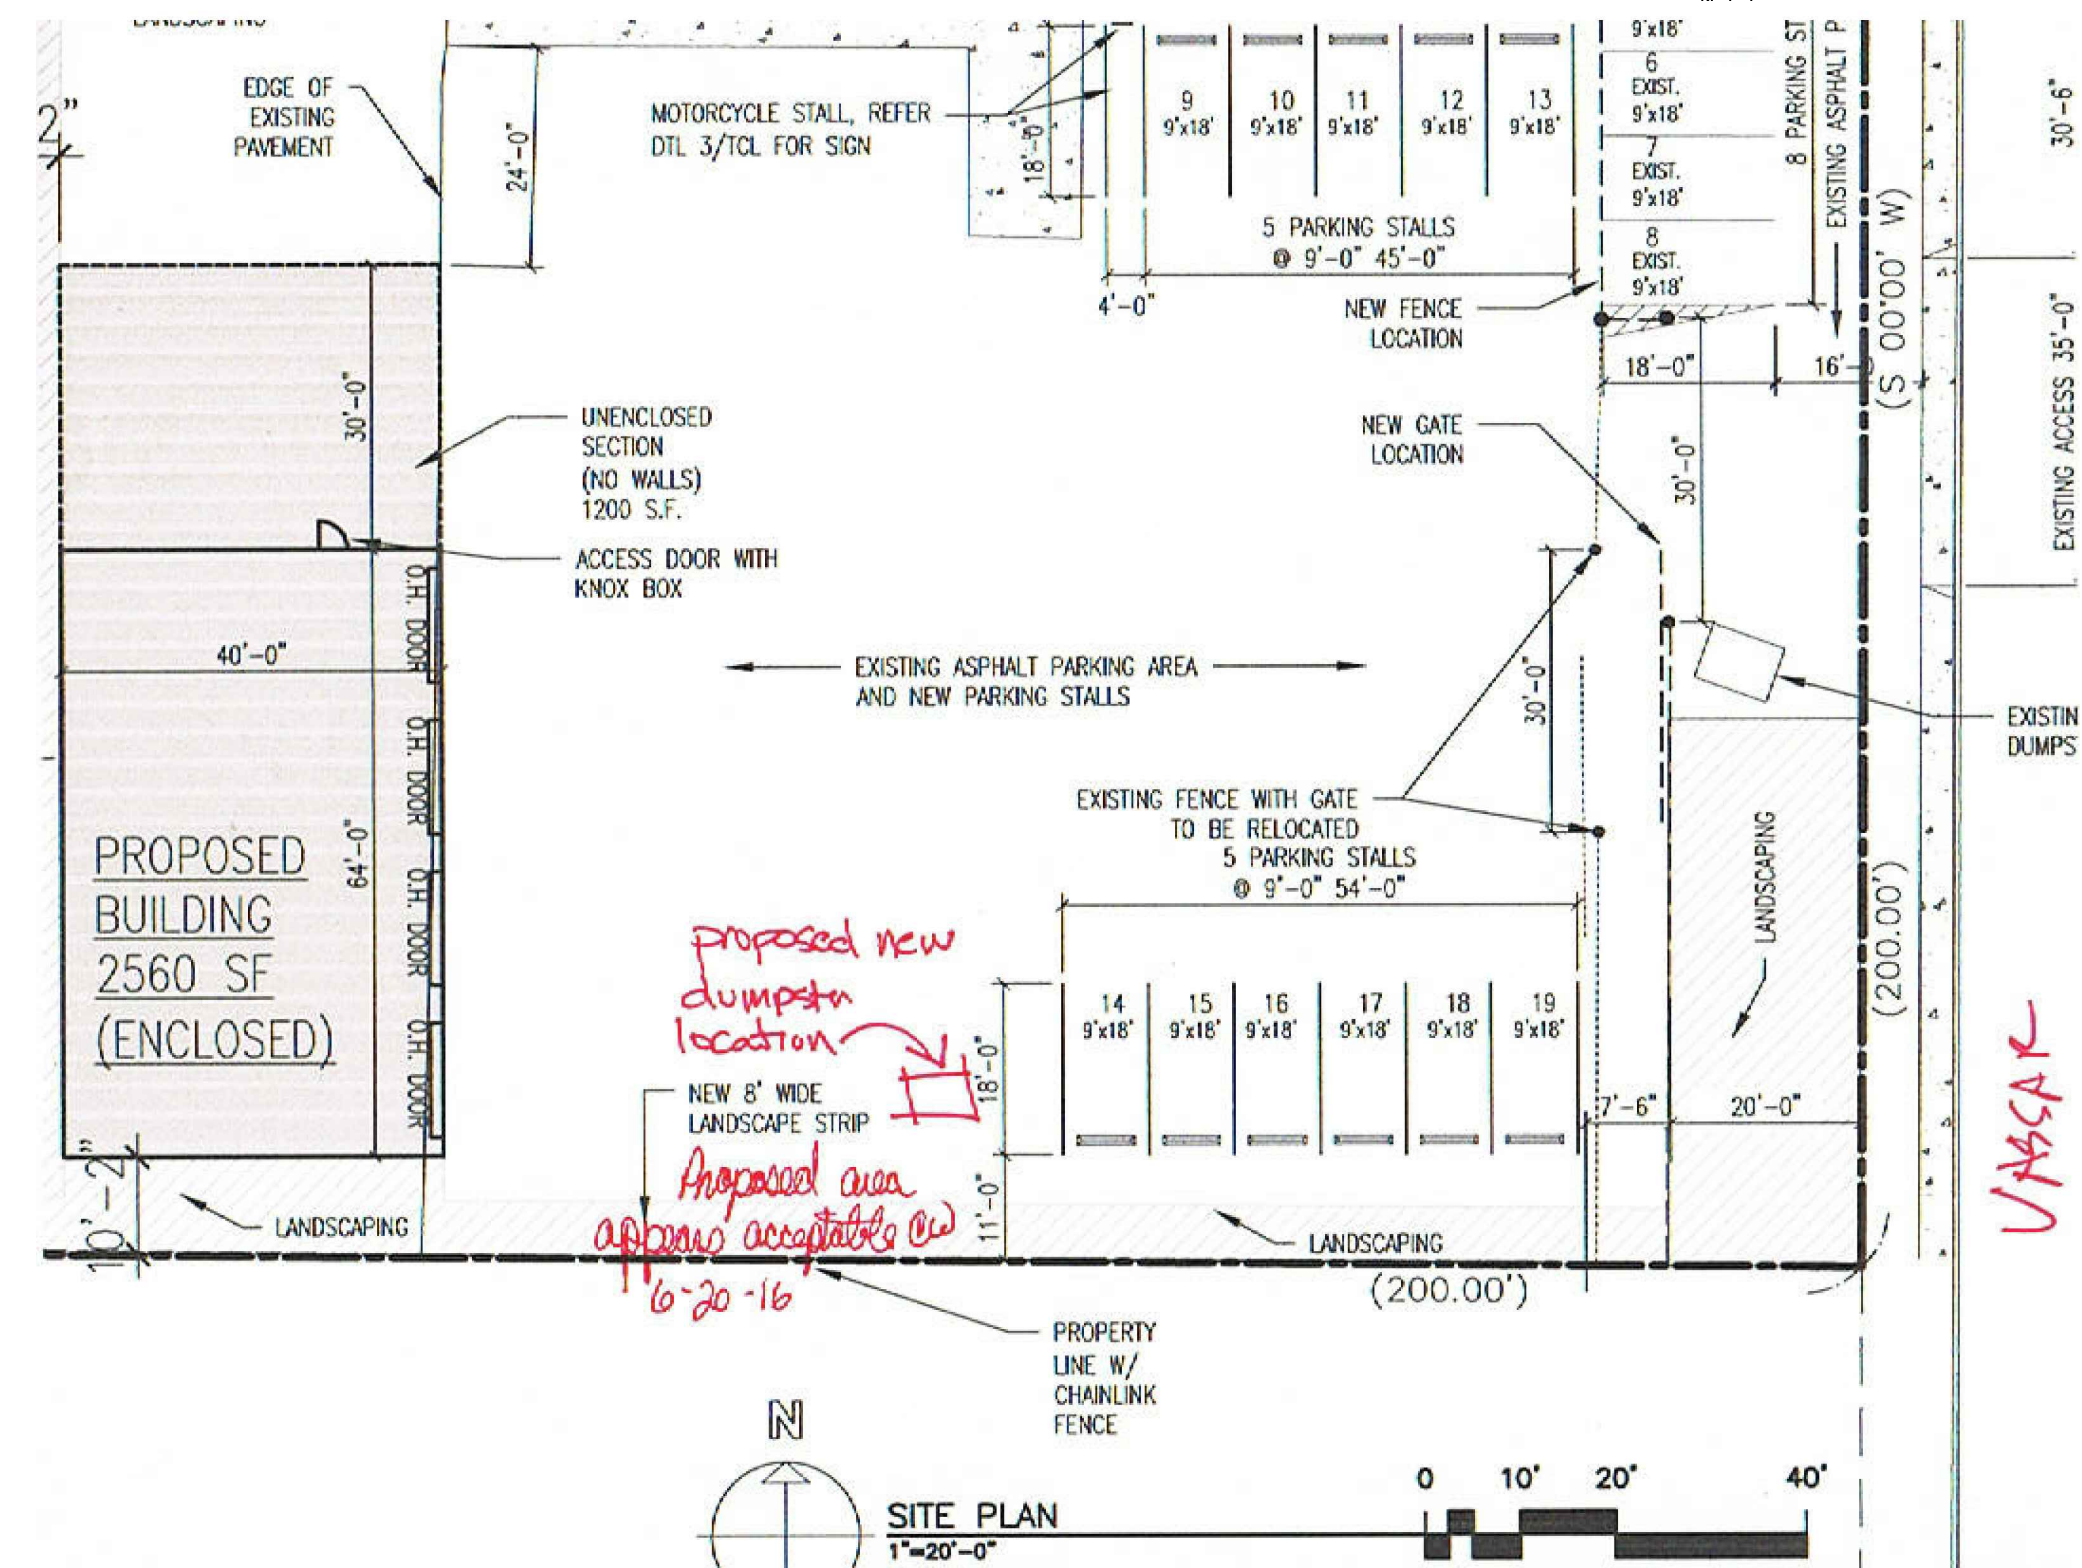 LANDSCAPING
EDGE OF
EXISTING
PAVEMENT
2"
24'-0"
MOTORCYCLE STALL, REFER
DTL 3/TCL FOR SIGN
18'-0"
9
9'x18'
10
9'x18'
11
9'x18'
12
9'x18'
13
9'x18'
5 PARKING STALLS
@ 9'-0" 45'-0"
4'-0"
9'x18'
6
EXIST.
9'x18'
7
EXIST.
9'x18'
8
EXIST.
9'x18'
8 PARKING ST
EXISTING ASPHALT P
(S 00°00' W)
30'-6"
EXISTING ACCESS 35'-0"
NEW FENCE
LOCATION
18'-0"
16'-
NEW GATE
LOCATION
30'-0"
30'-0"
UNENCLOSED
SECTION
(NO WALLS)
1200 S.F.
ACCESS DOOR WITH
KNOX BOX
O.H. DOOR
O.H. DOOR
O.H. DOOR
O.H. DOOR
40'-0"
64'-0"
PROPOSED
BUILDING
2560 SF
(ENCLOSED)
EXISTING ASPHALT PARKING AREA
AND NEW PARKING STALLS
30'-0"
EXISTIN
DUMPS
EXISTING FENCE WITH GATE
TO BE RELOCATED
5 PARKING STALLS
@ 9'-0" 54'-0"
LANDSCAPING
(200.00')
proposed new
dumpster
location
14
9'x18'
15
9'x18'
16
9'x18'
17
9'x18'
18
9'x18'
19
9'x18'
18'-0"
7'-6"
20'-0"
NEW 8' WIDE
LANDSCAPE STRIP
Proposed area
appears acceptable CW
6-20-16
11'-0"
10'-2"
LANDSCAPING
LANDSCAPING
(200.00')
VASSAR
PROPERTY
LINE W/
CHAINLINK
FENCE
N
SITE PLAN
1"=20'-0"
0 10' 20' 40'